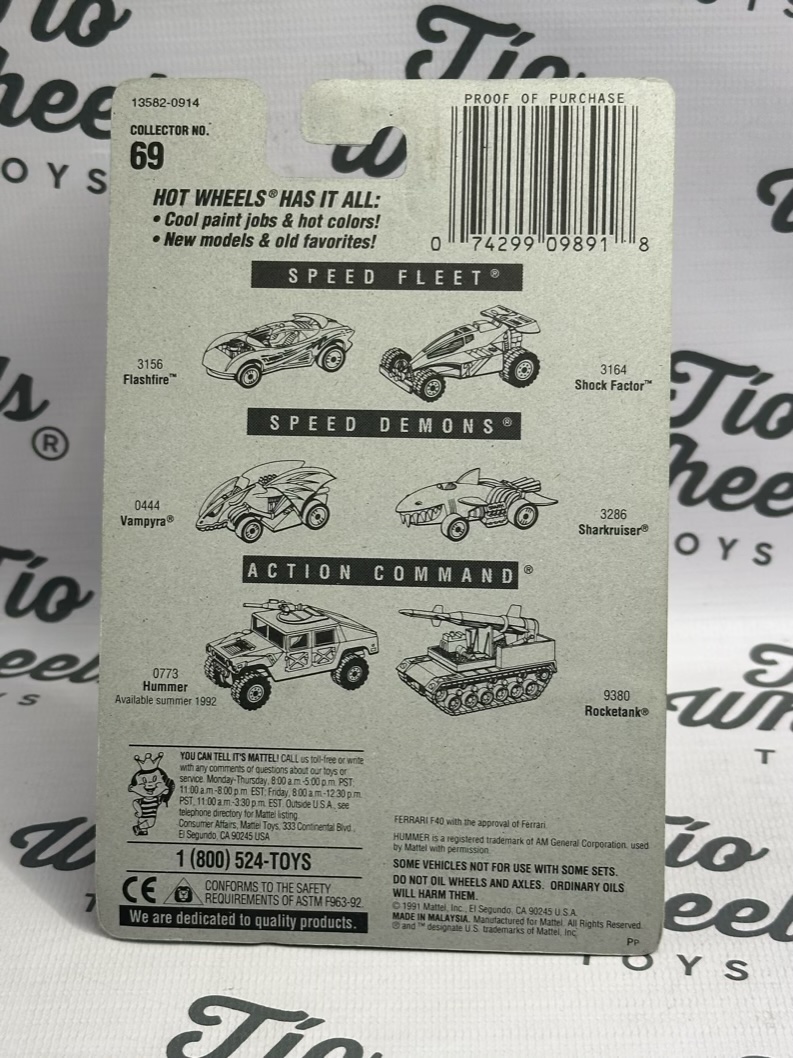 13582-0914
COLLECTOR NO.
69
PROOF OF PURCHASE
0 74299 09891 8
HOT WHEELS® HAS IT ALL:
• Cool paint jobs & hot colors!
• New models & old favorites!
SPEED FLEET®
3156
Flashfire™
3164
Shock Factor™
SPEED DEMONS®
0444
Vampyra®
3286
Sharkruiser®
ACTION COMMAND®
0773
Hummer
Available summer 1992
9380
Rocketank®
YOU CAN TELL IT'S MATTEL! CALL us toll-free or write
with any comments of questions about our toys or
service. Monday-Thursday, 8:00 a.m.-5:00 p.m. PST,
11:00 a.m.-8:00 p.m. EST; Friday, 8:00 a.m.-12:30 p.m.
PST, 11:00 a.m.-3:30 p.m. EST. Outside U.S.A., see
telephone directory for Mattel listing.
Consumer Affairs, Mattel Toys, 333 Continental Blvd.,
El Segundo, CA 90245 USA
1 (800) 524-TOYS
CE
CONFORMS TO THE SAFETY
REQUIREMENTS OF ASTM F963-92
We are dedicated to quality products.
FERRARI F40 with the approval of Ferrari.
HUMMER is a registered trademark of AM General Corporation, used
by Mattel with permission.
SOME VEHICLES NOT FOR USE WITH SOME SETS.
DO NOT OIL WHEELS AND AXLES. ORDINARY OILS
WILL HARM THEM.
© 1991 Mattel, Inc., El Segundo, CA 90245 U.S.A.
MADE IN MALAYSIA. Manufactured for Mattel. All Rights Reserved.
® and ™ designate U.S. trademarks of Mattel, Inc.
PP
Tío
Wheels®
TOYS